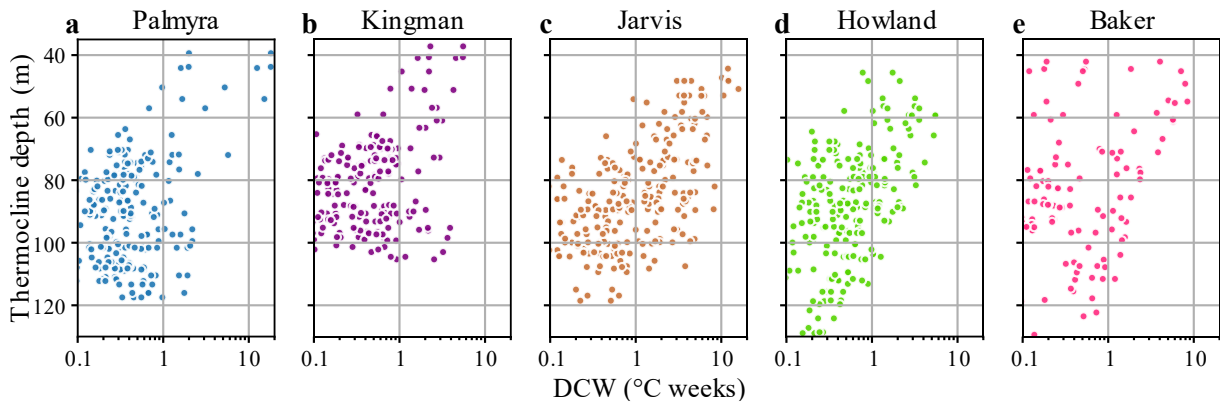 a Palmyra b Kingman c Jarvis d Howland e Baker
Thermocline depth (m)
40
60
80
100
120
0.1 1 10 0.1 1 10 0.1 1 10 0.1 1 10 0.1 1 10
DCW (°C weeks)